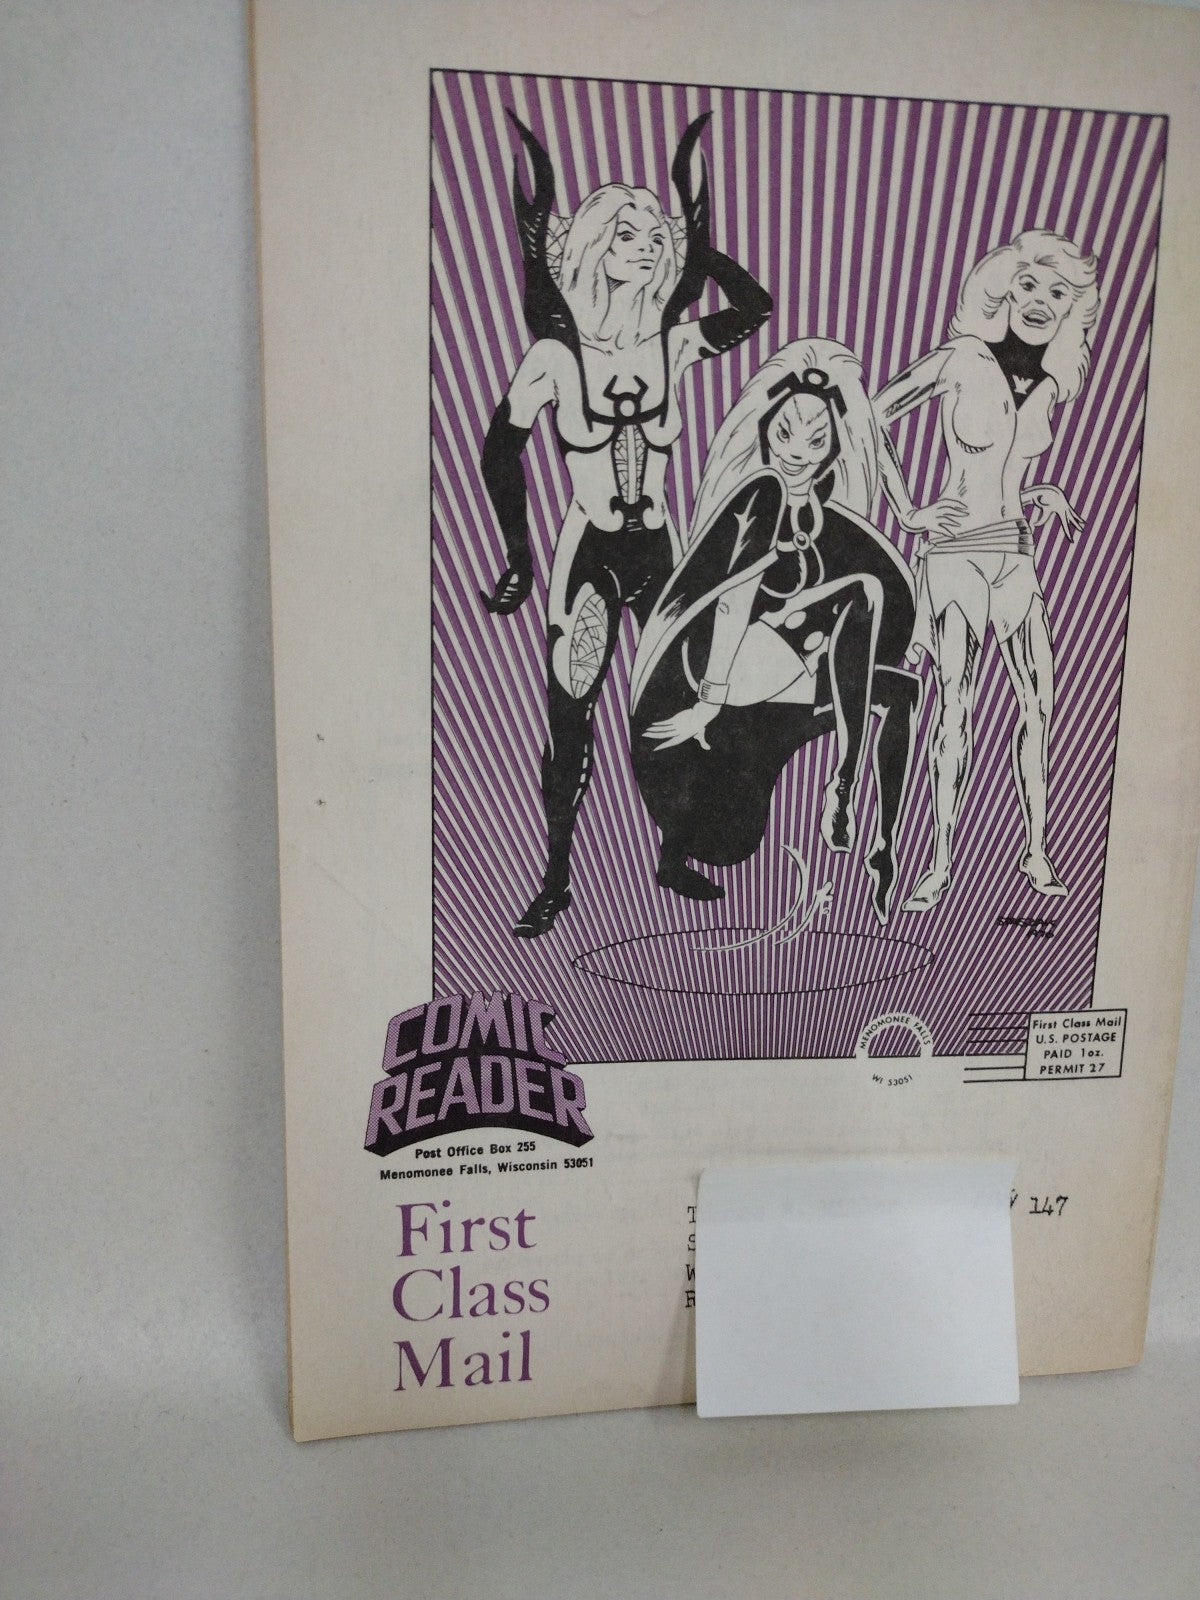 COMIC
READER
Post Office Box 255
Menomonee Falls, Wisconsin 53051
MENOMONEE FALLS
WI 53051
First Class Mail
U.S. POSTAGE
PAID 1oz.
PERMIT 27
First
Class
Mail
147